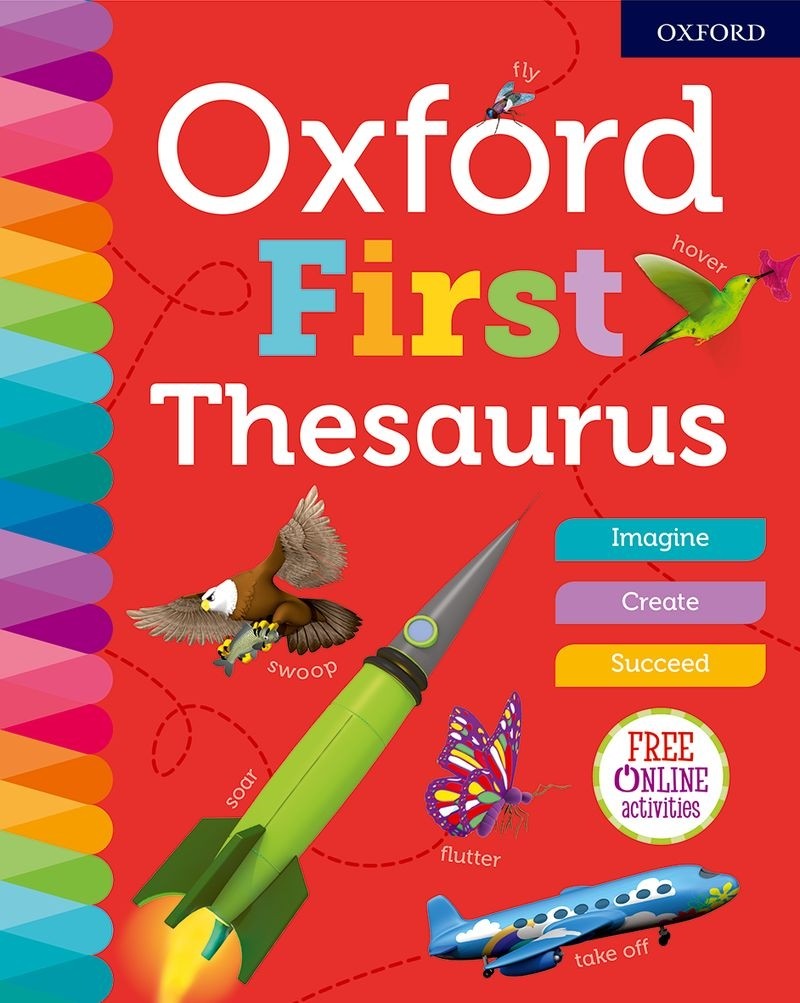 OXFORD
fly
Oxford
hover
First
Thesaurus
Imagine
Create
swoop
Succeed
FREE
ONLINE
activities
soar
flutter
take off